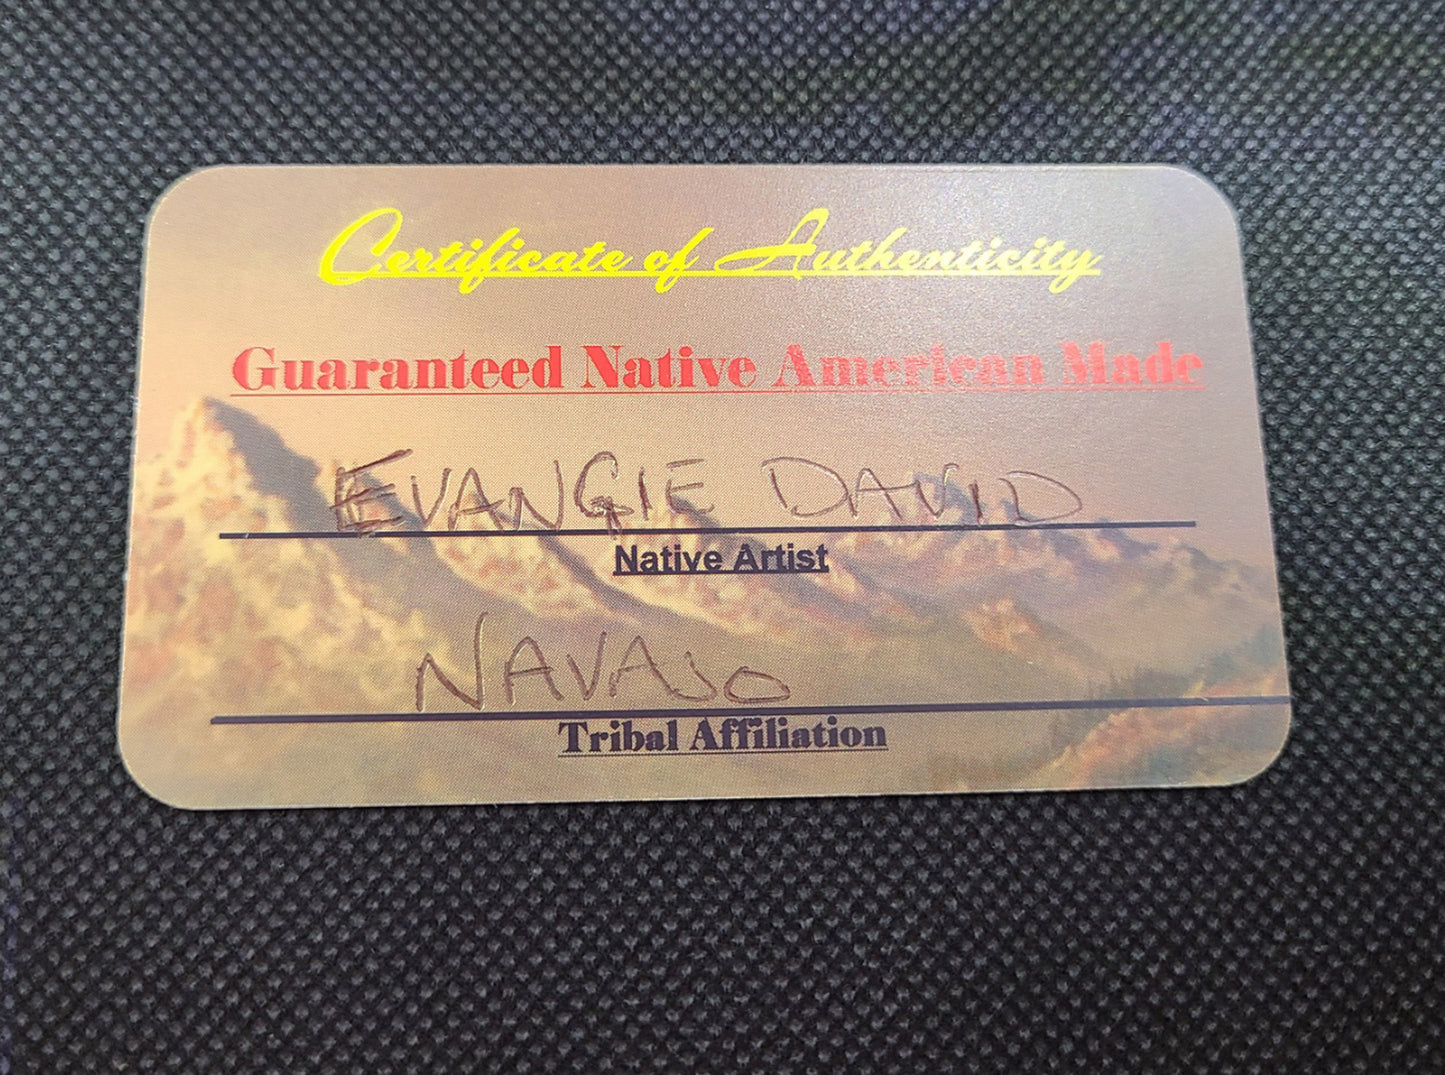 Certificate of Authenticity
Guaranteed Native American Made
EVANGIE DAVID
Native Artist
NAVAJO
Tribal Affiliation